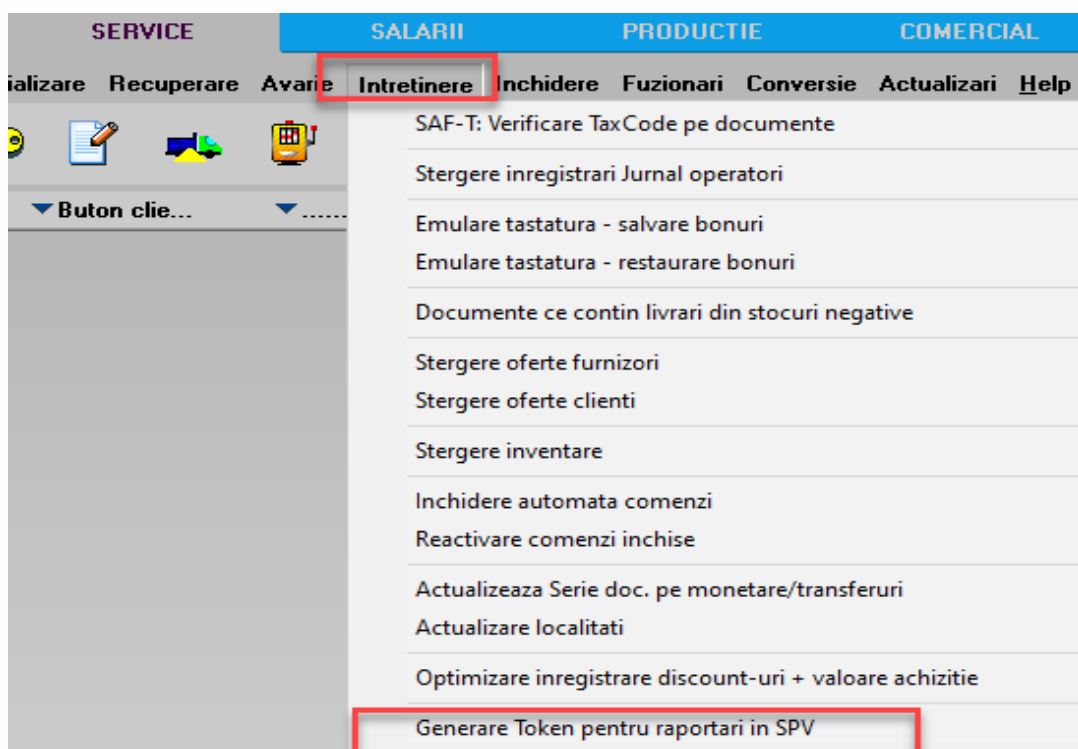 SERVICE SALARII PRODUCTIE COMERCIAL
ializare Recuperare Avarie Intretinere Inchidere Fuzionari Conversie Actualizari Help
SAF-T: Verificare TaxCode pe documente
Stergere inregistrari Jurnal operatori
Buton clie... ......
Emulare tastatura - salvare bonuri
Emulare tastatura - restaurare bonuri
Documente ce contin livrari din stocuri negative
Stergere oferte furnizori
Stergere oferte clienti
Stergere inventare
Inchidere automata comenzi
Reactivare comenzi inchise
Actualizeaza Serie doc. pe monetare/transferuri
Actualizare localitati
Optimizare inregistrare discount-uri + valoare achizitie
Generare Token pentru raportari in SPV